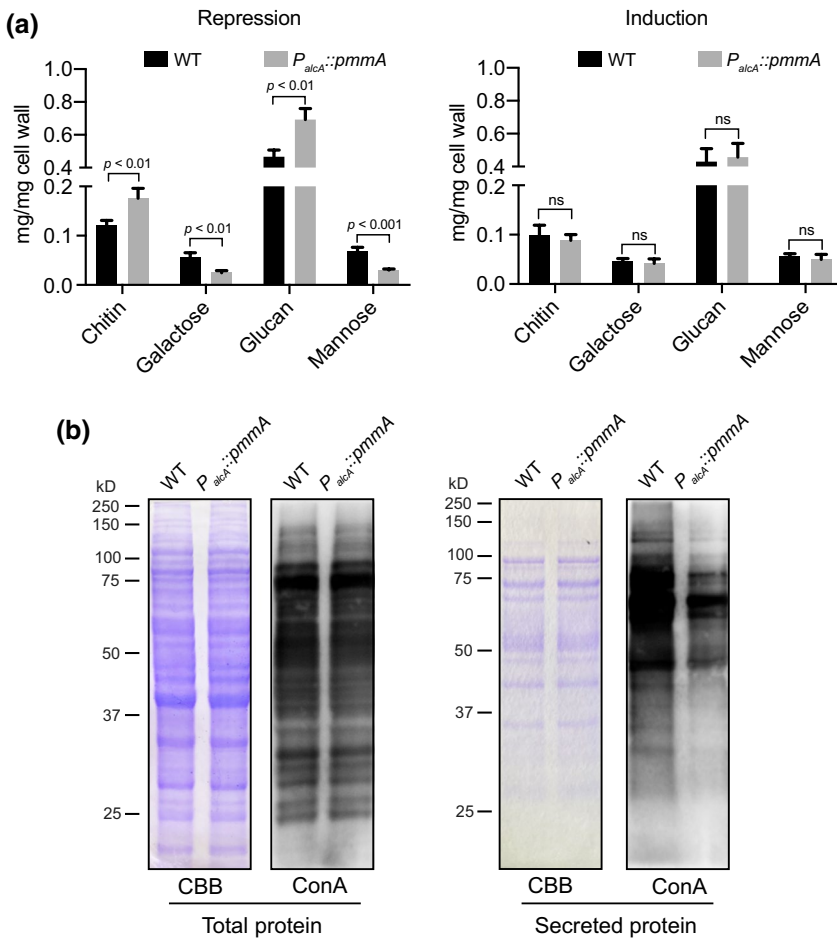 (a)
Repression
Induction
WT
PalcA::pmmA
WT
PalcA::pmmA
mg/mg cell wall
1.0
0.8
0.6
0.4
0.2
0.1
0.0
p < 0.01
p < 0.01
p < 0.01
p < 0.001
Chitin
Galactose
Glucan
Mannose
mg/mg cell wall
1.0
0.8
0.6
0.4
0.2
0.1
0.0
ns
ns
ns
ns
Chitin
Galactose
Glucan
Mannose
(b)
kD
WT
PalcA::pmmA
WT
PalcA::pmmA
250
150
100
75
50
37
25
CBB
ConA
Total protein
kD
WT
PalcA::pmmA
WT
PalcA::pmmA
250
150
100
75
50
37
25
CBB
ConA
Secreted protein